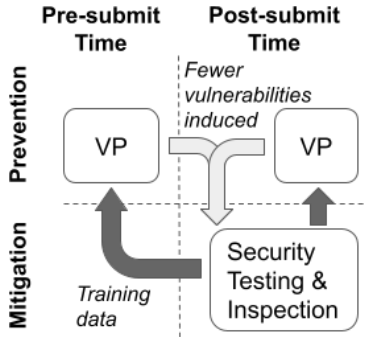 Pre-submit Time
Post-submit Time
Prevention
Fewer
vulnerabilities
induced
VP
VP
Mitigation
Security
Testing &
Inspection
Training
data